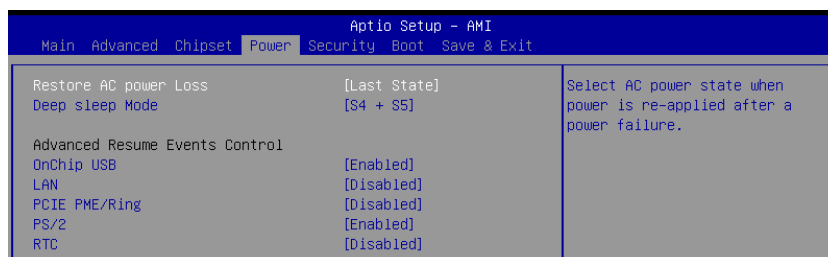 Aptio Setup - AMI
Main Advanced Chipset Power Security Boot Save & Exit
Restore AC power Loss [Last State]
Deep sleep Mode [S4 + S5]
Advanced Resume Events Control
OnChip USB [Enabled]
LAN [Disabled]
PCIE PME/Ring [Disabled]
PS/2 [Enabled]
RTC [Disabled]
Select AC power state when
power is re-applied after a
power failure.